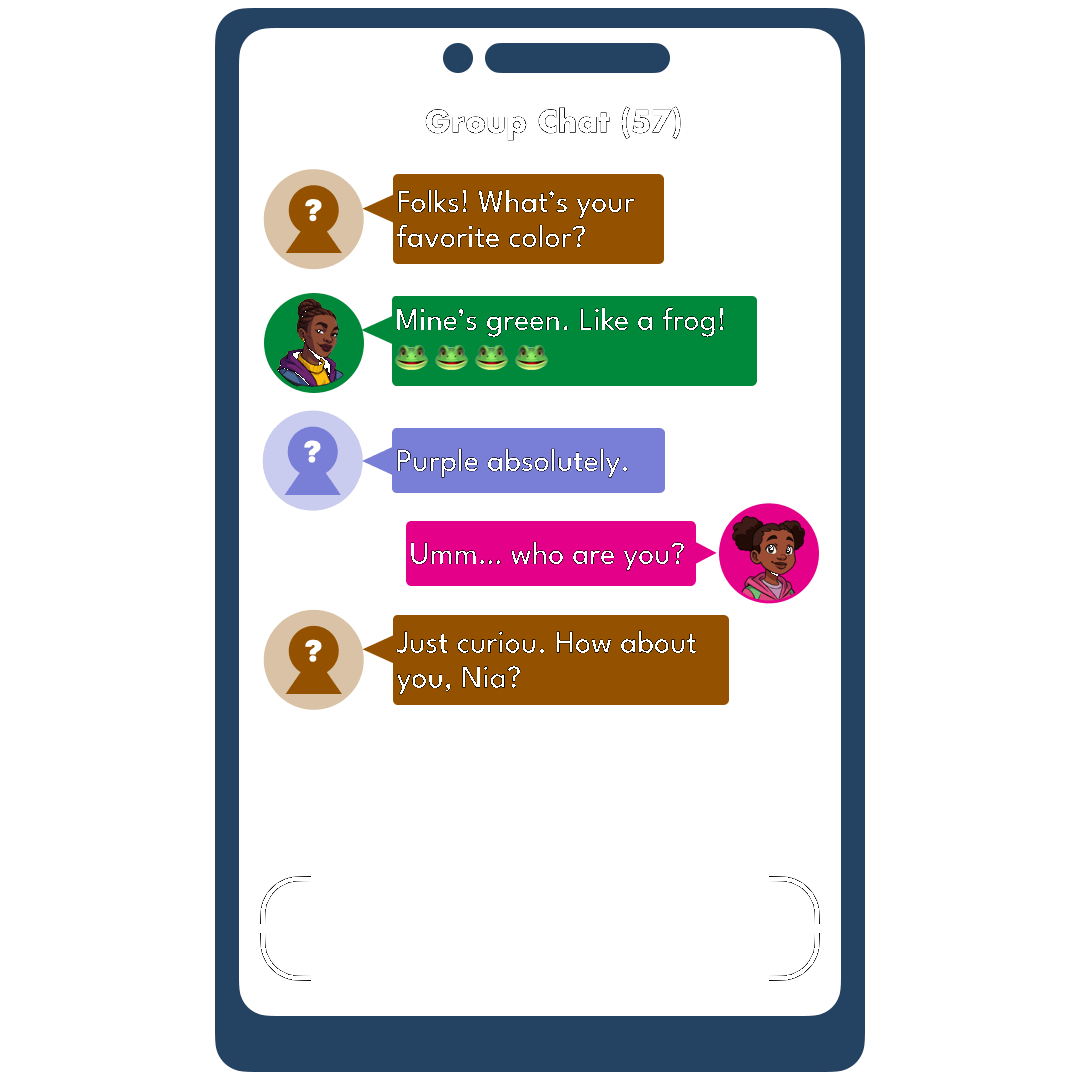 Group Chat (57)
?
Folks! What’s your
favorite color?
Mine’s green. Like a frog!
🐸 🐸 🐸 🐸
?
Purple absolutely.
Umm... who are you?
?
Just curiou. How about
you, Nia?